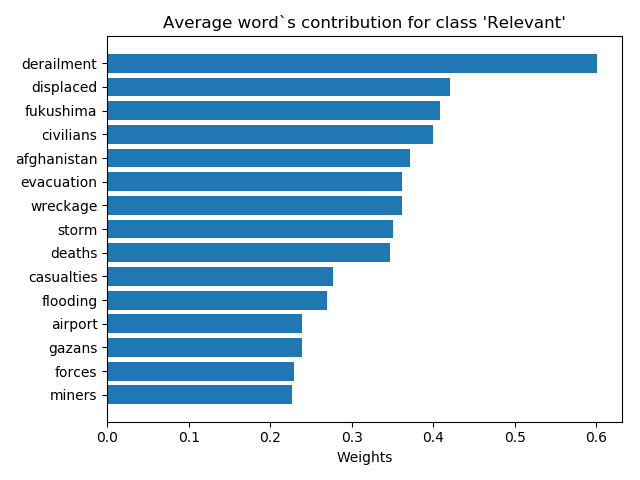 Average word`s contribution for class 'Relevant'
derailment
displaced
fukushima
civilians
afghanistan
evacuation
wreckage
storm
deaths
casualties
flooding
airport
gazans
forces
miners
0.0 0.1 0.2 0.3 0.4 0.5 0.6
Weights